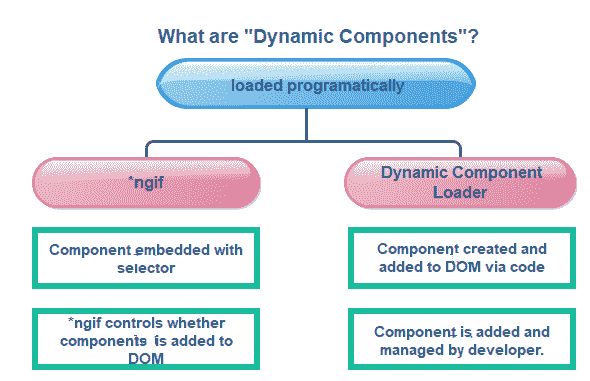 What are "Dynamic Components"?
loaded programatically
*ngif
Dynamic Component
Loader
Component embedded with
selector
Component created and
added to DOM via code
*ngif controls whether
components is added to
DOM
Component is added and
managed by developer.